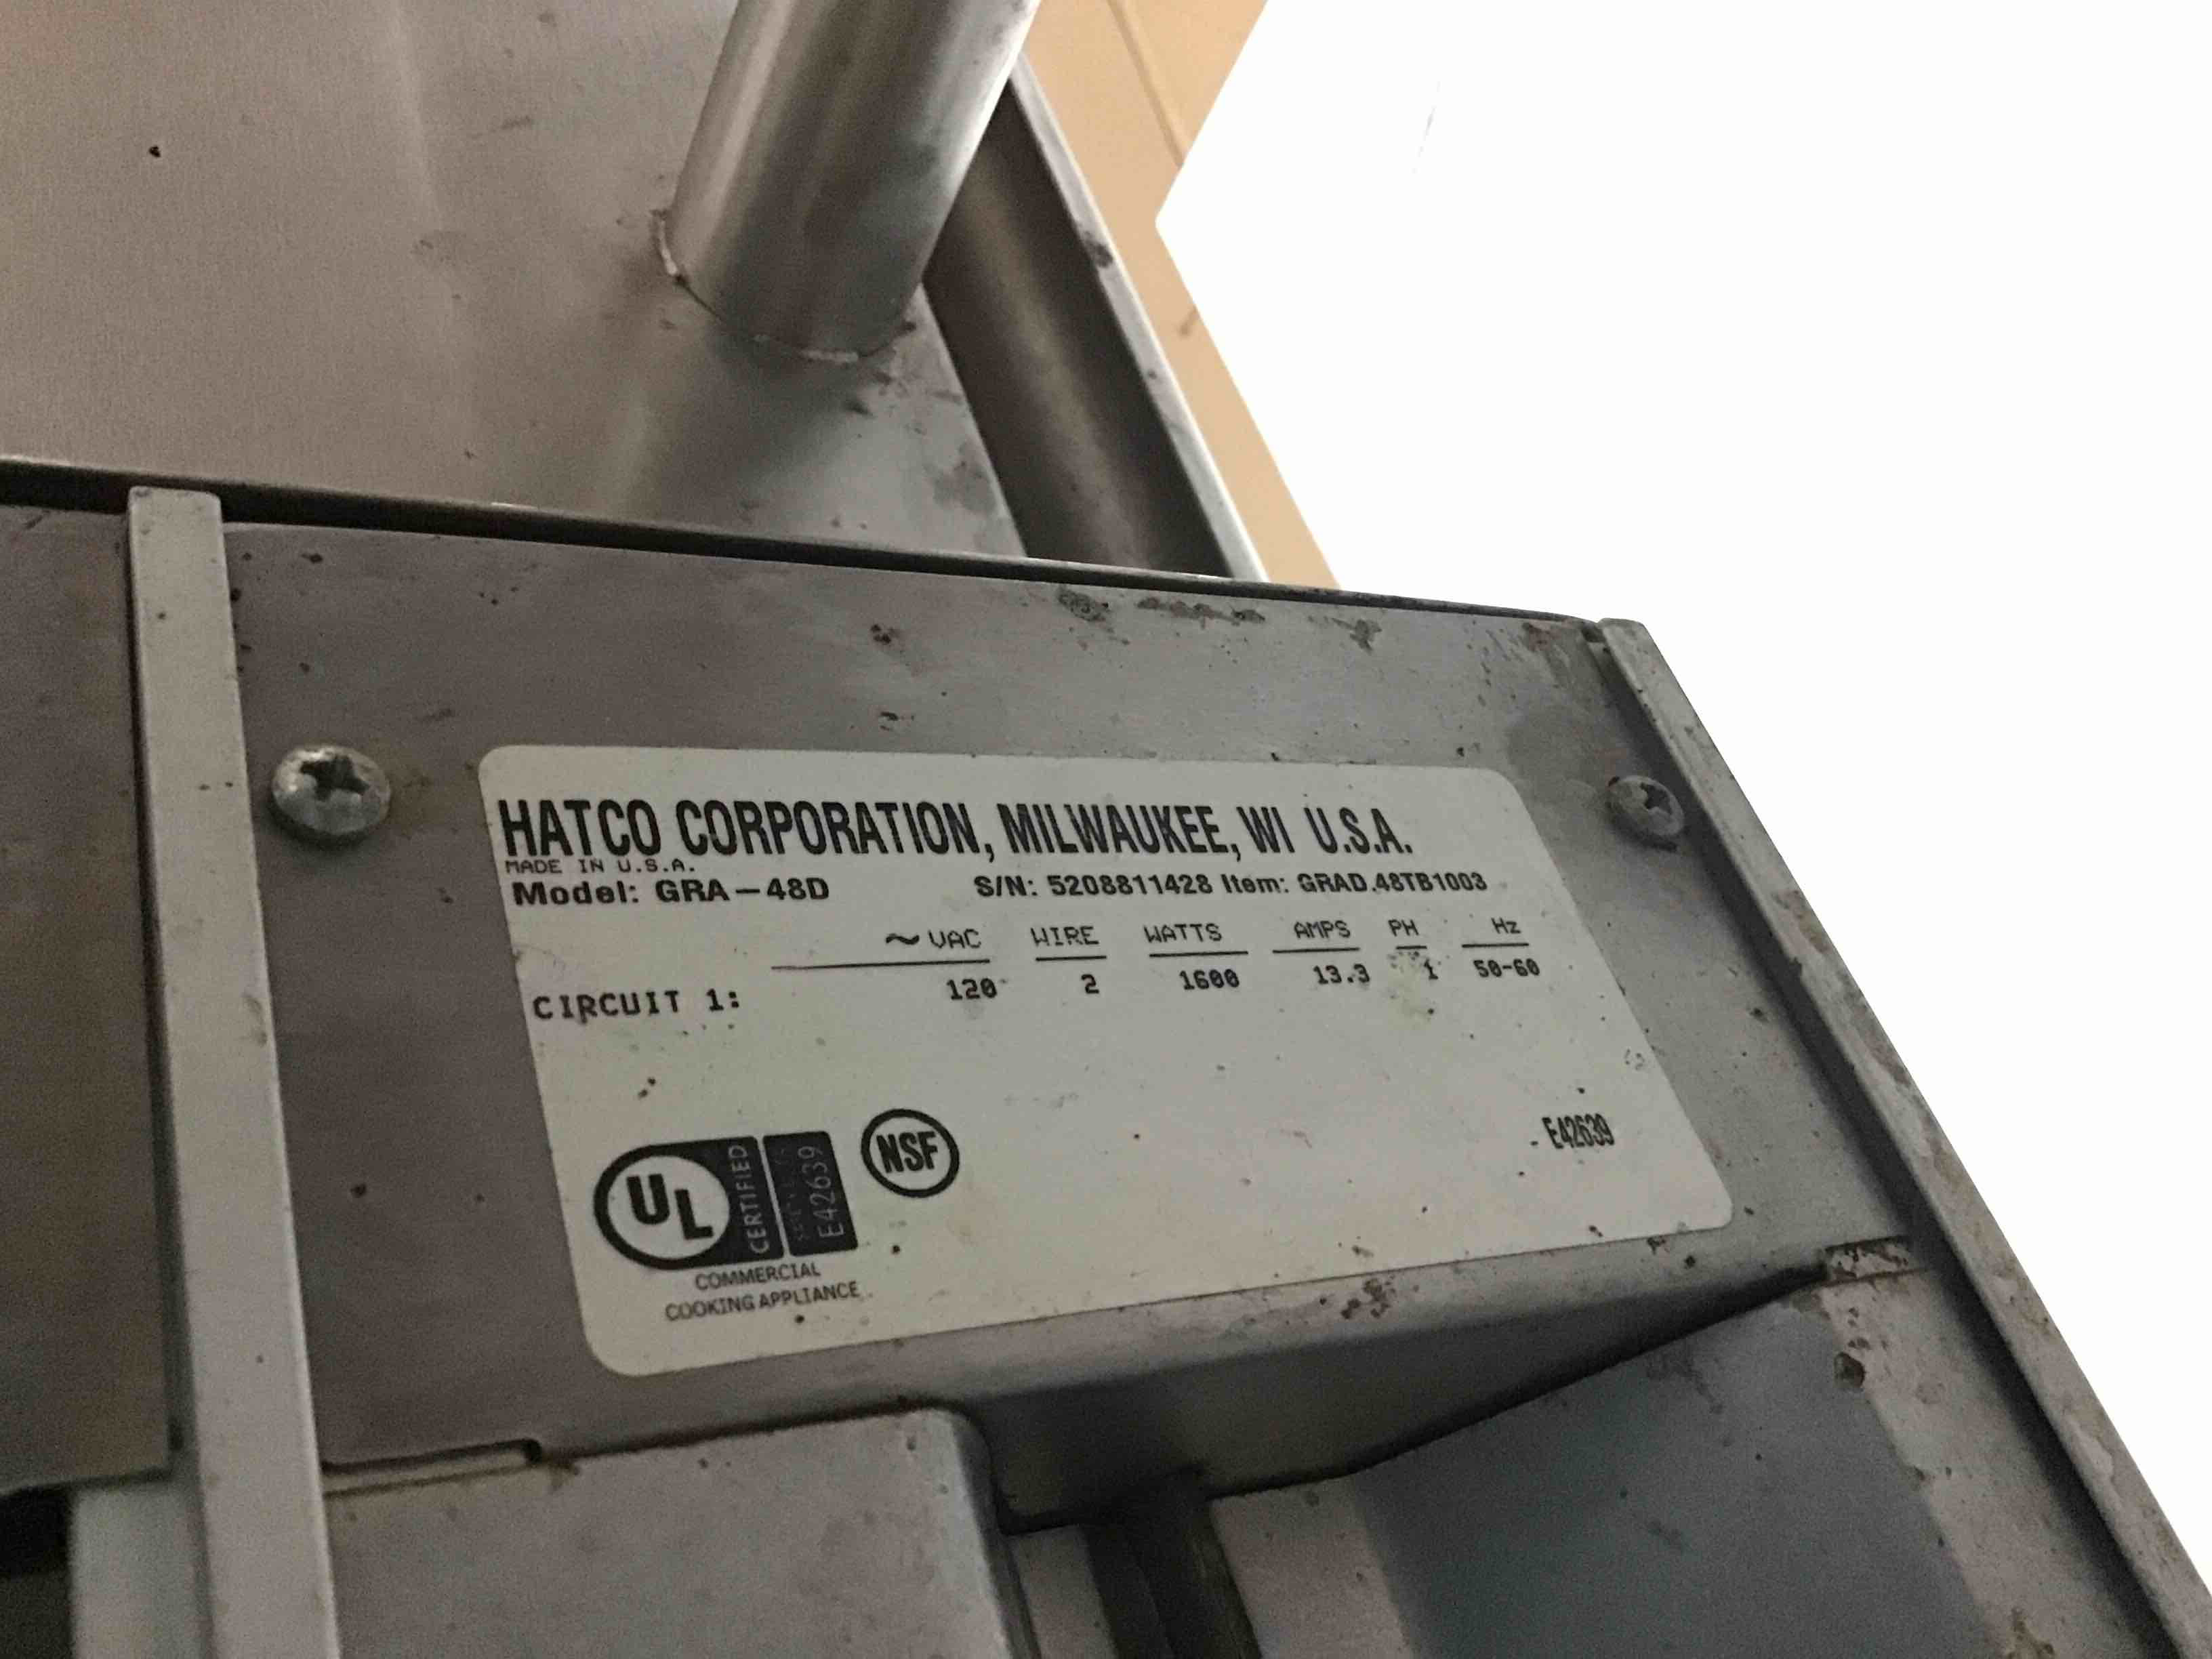 HATCO CORPORATION, MILWAUKEE, WI U.S.A.
MADE IN U.S.A.
Model: GRA-48D S/N: 5208811428 Item: GRAD.48TB1003
~VAC WIRE WATTS AMPS PH Hz
CIRCUIT 1: 120 2 1600 13.3 1 50-60
E42639
UL CERTIFIED E42639 NSF
COMMERCIAL
COOKING APPLIANCE